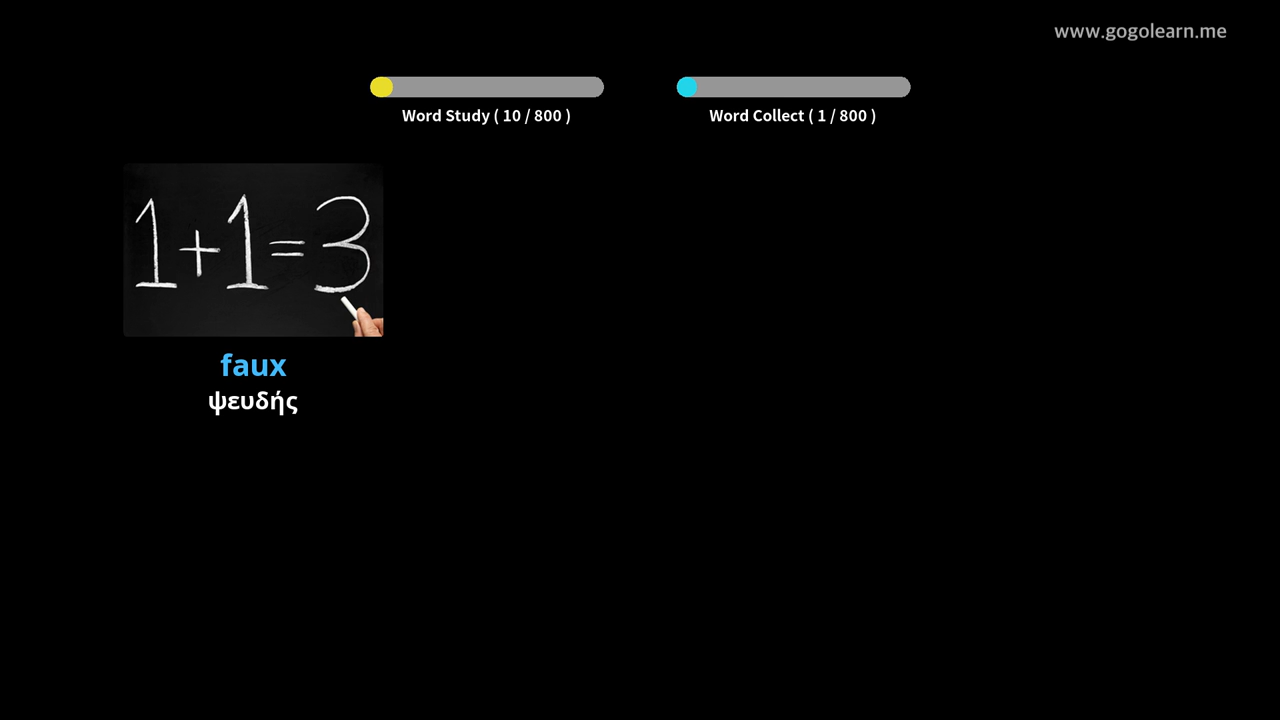 www.gogolearn.me
Word Study ( 10 / 800 )
Word Collect ( 1 / 800 )
1+1=3
faux
ψευδής